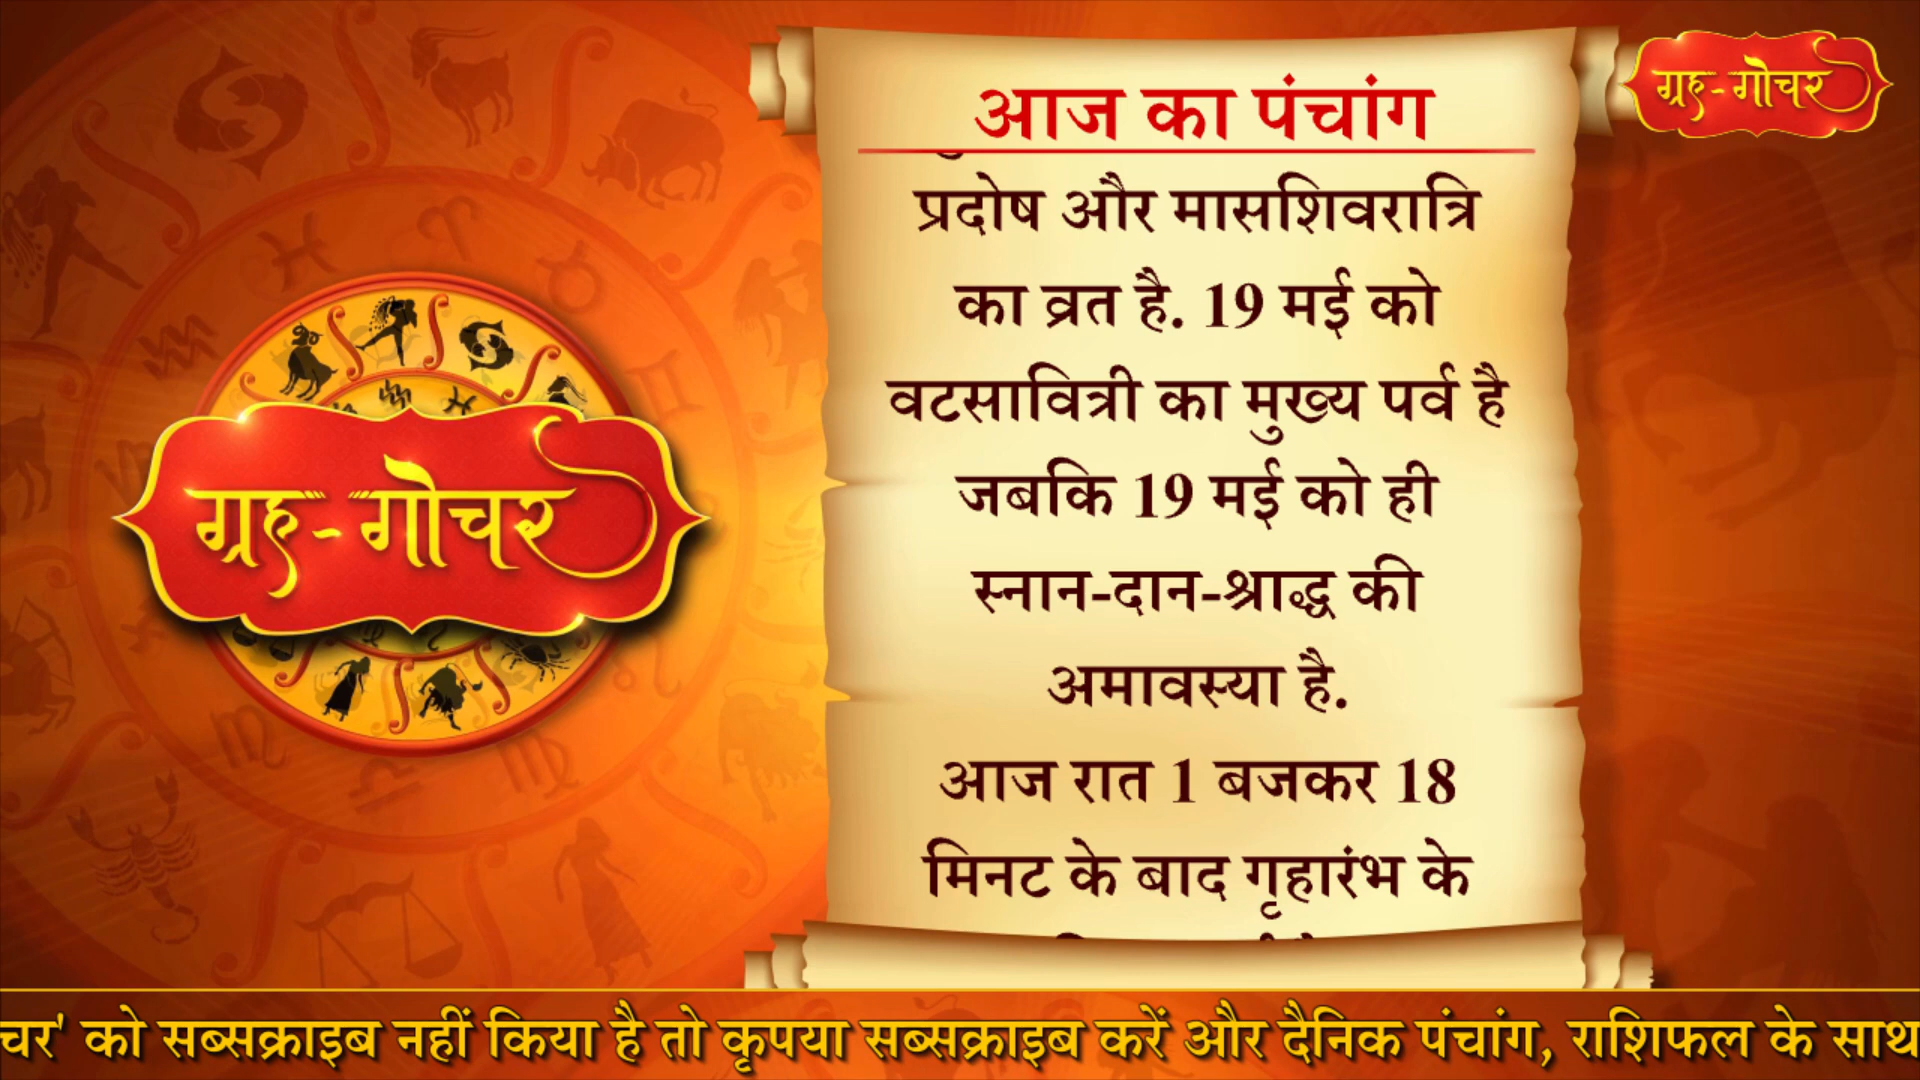 ग्रह-गोचर
आज का पंचांग
प्रदोष और मासशिवरात्रि
का व्रत है. 19 मई को
वटसावित्री का मुख्य पर्व है
जबकि 19 मई को ही
स्नान-दान-श्राद्ध की
अमावस्या है.
आज रात 1 बजकर 18
मिनट के बाद गृहारंभ के
ग्रह-गोचर
चर' को सब्सक्राइब नहीं किया है तो कृपया सब्सक्राइब करें और दैनिक पंचांग, राशिफल के साथ